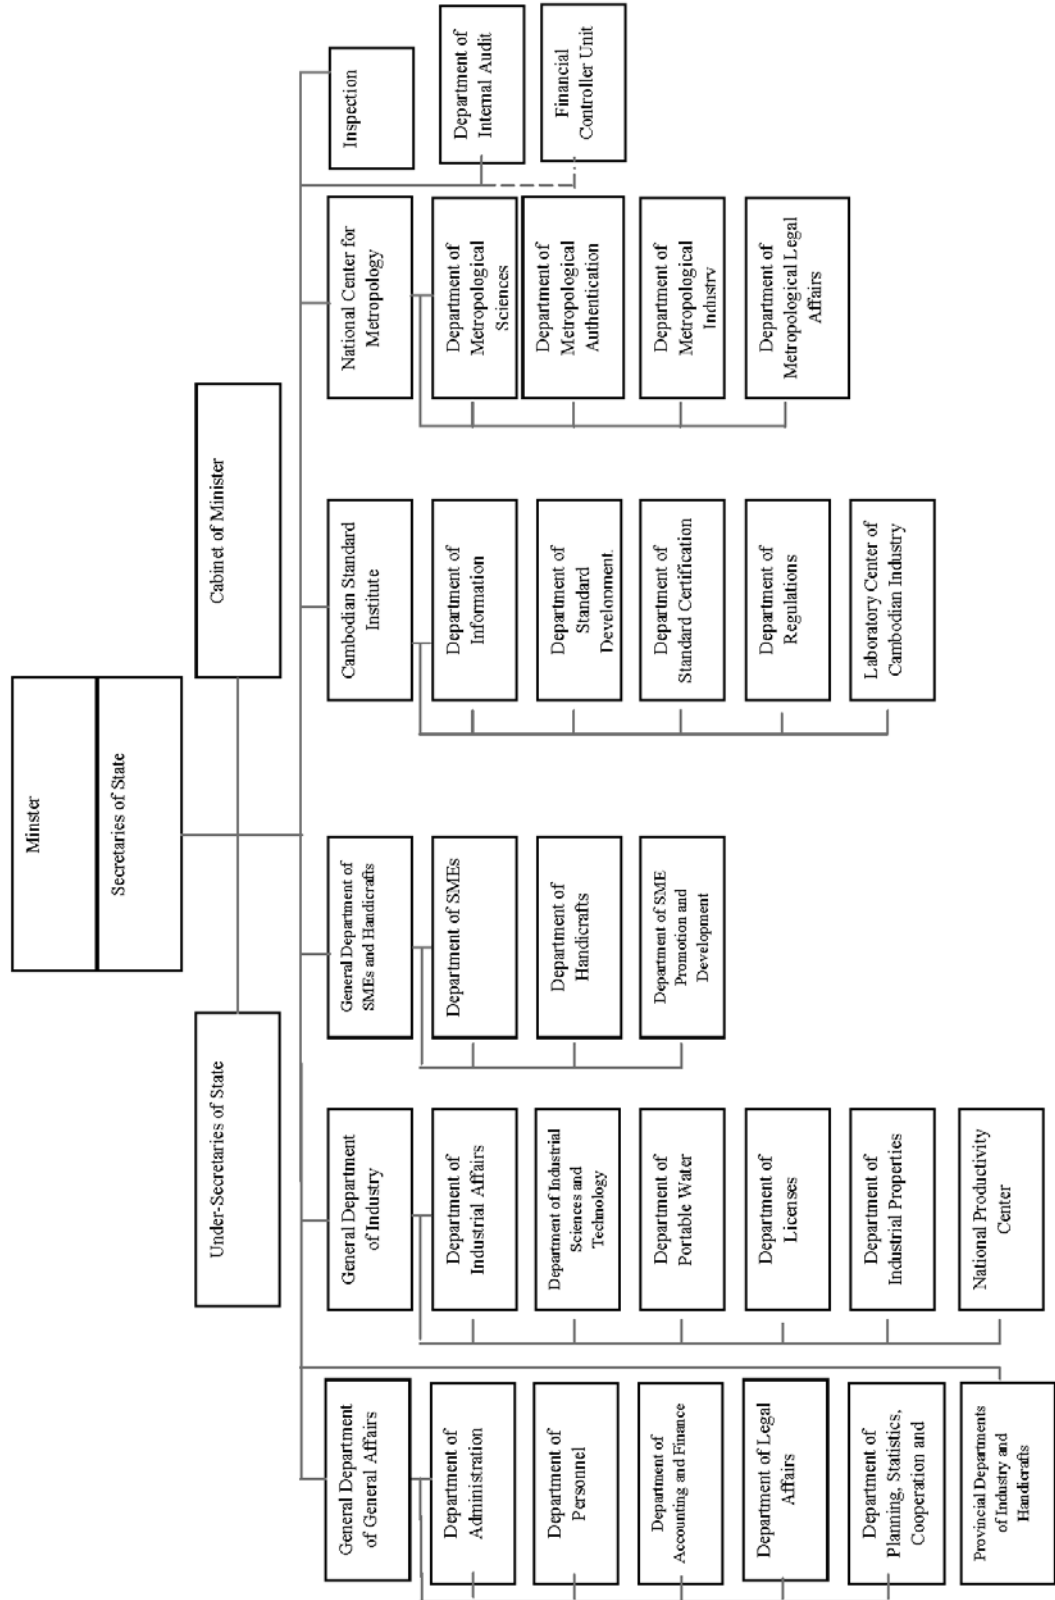 Minster
Secretaries of State
Under-Secretaries of State
Cabinet of Minister
General Department
of General Affairs
Department of
Administration
Department of
Personnel
Department of
Accounting and Finance
Department of Legal
Affairs
Department of
Planning, Statistics,
Cooperation and
Provincial Departments
of Industry and
Handicrafts
General Department
of Industry
Department of
Industrial Affairs
Department of Industrial
Sciences and
Technology
Department of
Portable Water
Department of
Licenses
Department of
Industrial Properties
National Productivity
Center
General Department of
SMEs and Handicrafts
Department of SMEs
Department of
Handicrafts
Department of SME
Promotion and
Development
Cambodian Standard
Institute
Department of
Information
Department of
Standard
Development.
Department of
Standard Certification
Department of
Regulations
Laboratory Center of
Cambodian Industry
National Center for
Metropology
Department of
Metropological
Sciences
Department of
Metropological
Authentication
Department of
Metropological
Industry
Department of
Metropological Legal
Affairs
Inspection
Department of
Internal Audit
Financial
Controller Unit